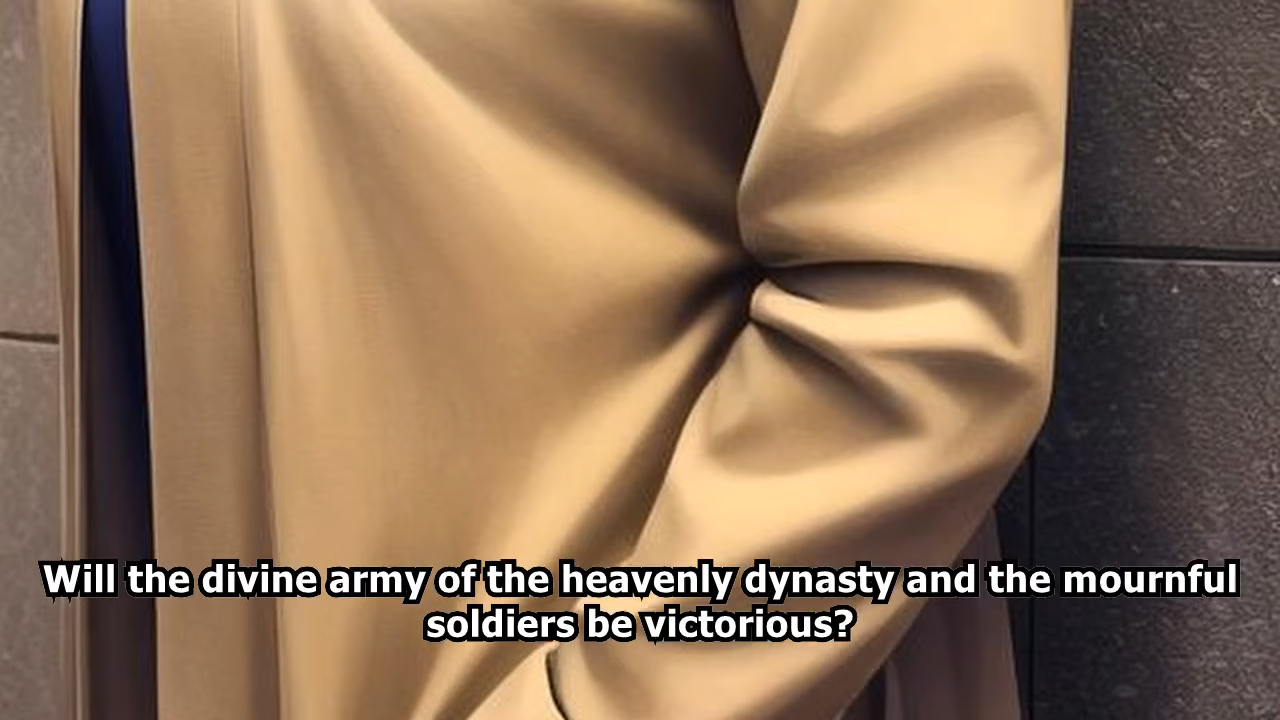 Will the divine army of the heavenly dynasty and the mournful
soldiers be victorious?